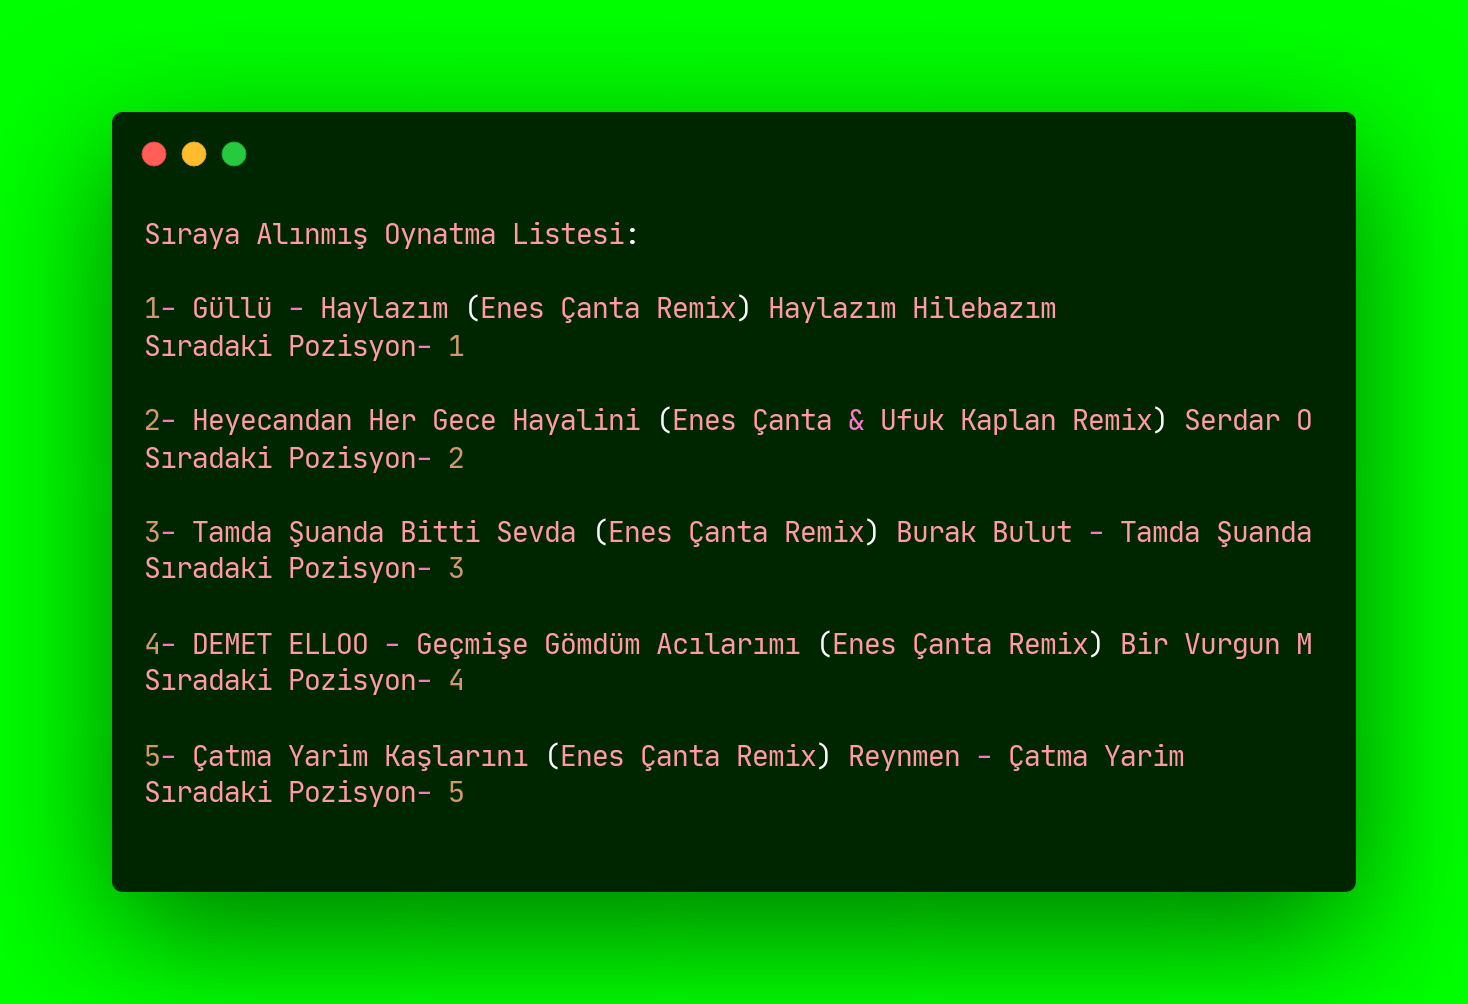 Sıraya Alınmış Oynatma Listesi:
1- Güllü - Haylazım (Enes Çanta Remix) Haylazım Hilebazım
Sıradaki Pozisyon- 1
2- Heyecandan Her Gece Hayalini (Enes Çanta & Ufuk Kaplan Remix) Serdar O
Sıradaki Pozisyon- 2
3- Tamda Şuanda Bitti Sevda (Enes Çanta Remix) Burak Bulut - Tamda Şuanda
Sıradaki Pozisyon- 3
4- DEMET ELLOO - Geçmişe Gömdüm Acılarımı (Enes Çanta Remix) Bir Vurgun M
Sıradaki Pozisyon- 4
5- Çatma Yarim Kaşlarını (Enes Çanta Remix) Reynmen - Çatma Yarim
Sıradaki Pozisyon- 5